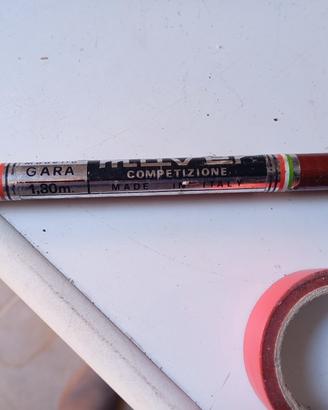 GARA
1,80m.
COMPETIZIONE
MADE IN ITALY